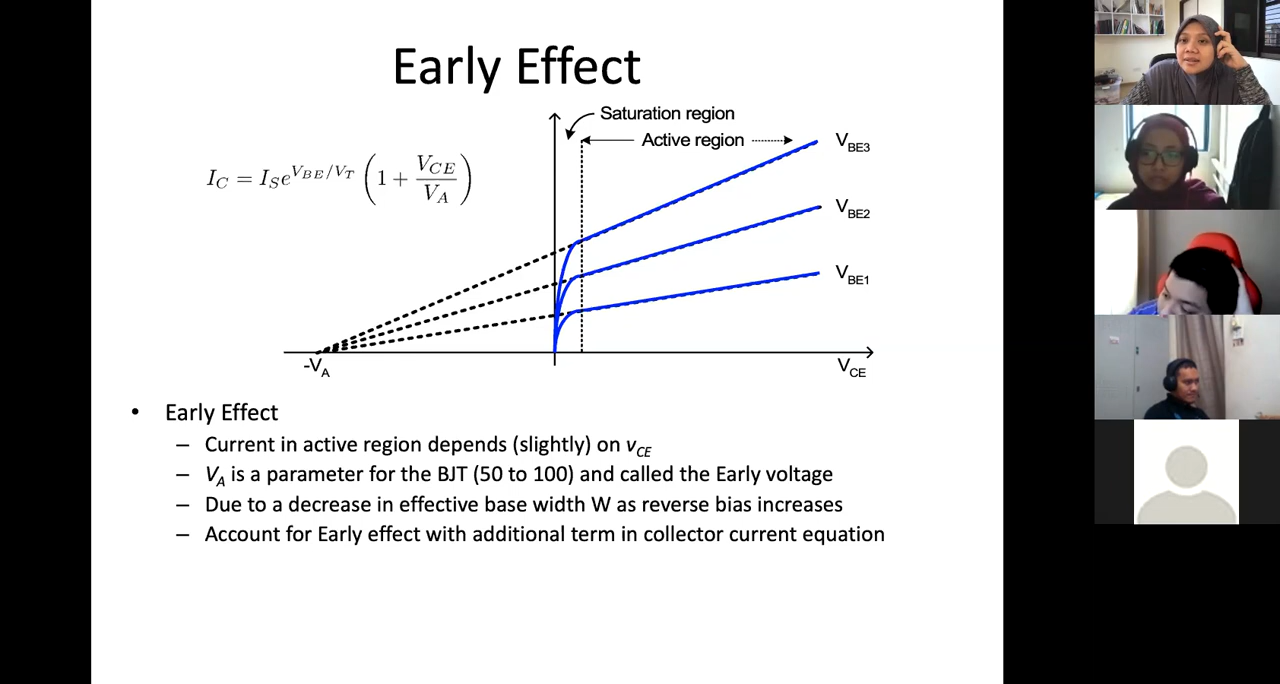 Early Effect
Saturation region
Active region
V_BE3
I_C = I_S e^{V_BE/V_T} (1 + V_CE/V_A)
V_BE2
V_BE1
-V_A
V_CE
• Early Effect
– Current in active region depends (slightly) on v_CE
– V_A is a parameter for the BJT (50 to 100) and called the Early voltage
– Due to a decrease in effective base width W as reverse bias increases
– Account for Early effect with additional term in collector current equation